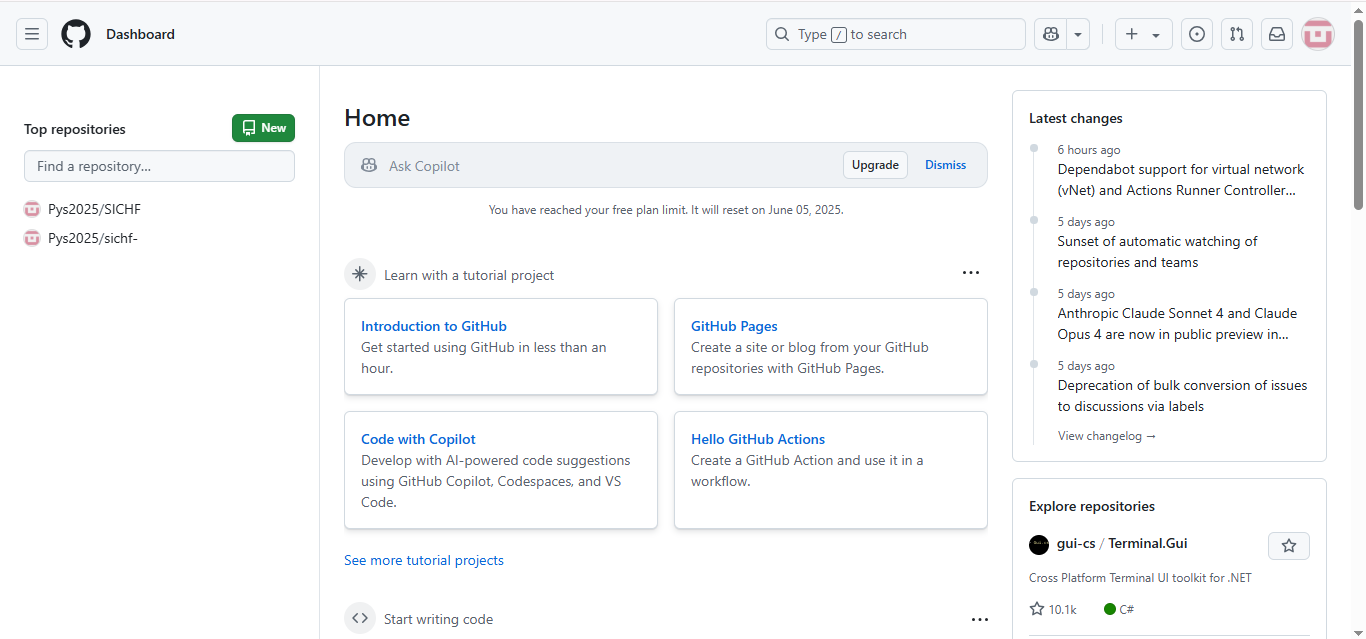 Dashboard
Type / to search
Top repositories
New
Find a repository...
Pys2025/SICHF
Pys2025/sichf-
Home
Ask Copilot
Upgrade
Dismiss
You have reached your free plan limit. It will reset on June 05, 2025.
Learn with a tutorial project
Introduction to GitHub
Get started using GitHub in less than an
hour.
GitHub Pages
Create a site or blog from your GitHub
repositories with GitHub Pages.
Code with Copilot
Develop with AI-powered code suggestions
using GitHub Copilot, Codespaces, and VS
Code.
Hello GitHub Actions
Create a GitHub Action and use it in a
workflow.
See more tutorial projects
Start writing code
Latest changes
6 hours ago
Dependabot support for virtual network
(vNet) and Actions Runner Controller...
5 days ago
Sunset of automatic watching of
repositories and teams
5 days ago
Anthropic Claude Sonnet 4 and Claude
Opus 4 are now in public preview in...
5 days ago
Deprecation of bulk conversion of issues
to discussions via labels
View changelog →
Explore repositories
gui-cs / Terminal.Gui
Cross Platform Terminal UI toolkit for .NET
10.1k
C#